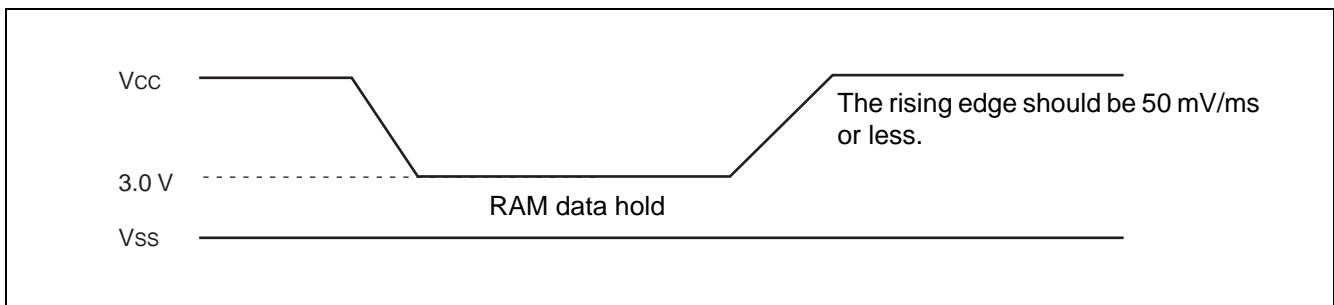 Vcc
The rising edge should be 50 mV/ms
or less.
3.0 V
RAM data hold
Vss